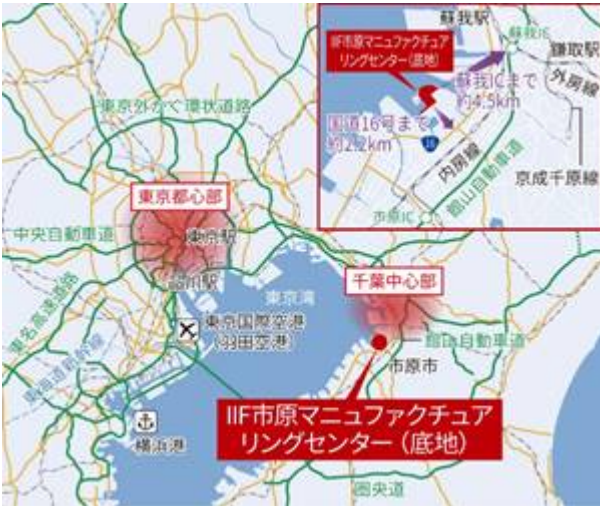 蘇我駅
蘇我IC
鎌取駅
IIF市原マニュファクチュア
リングセンター(底地)
外房線
蘇我ICまで
約4.5km
国道16号まで
約2.2km
16
内房線
館山自動車道
京成千原線
市原IC
東京外かく環状道路
東京都心部
中央自動車道
東京駅
品川駅
東京湾
千葉中心部
東名高速道路
東海道新幹線
東京国際空港
(羽田空港)
館山自動車道
市原市
IIF市原マニュファクチュア
リングセンター(底地)
横浜港
圏央道